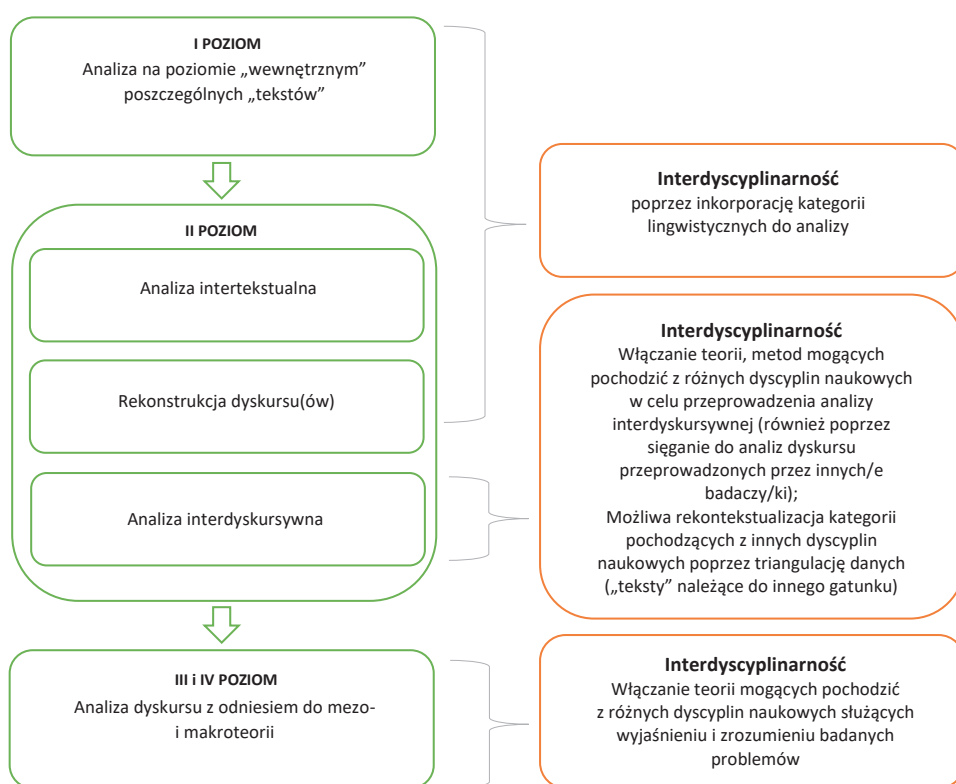 I POZIOM
Analiza na poziomie „wewnętrznym”
poszczególnych „tekstów”
II POZIOM
Analiza intertekstualna
Rekonstrukcja dyskursu(ów)
Analiza interdyskursywna
III i IV POZIOM
Analiza dyskursu z odniesiem do mezo-
i makroteorii
Interdyscyplinarność
poprzez inkorporację kategorii
lingwistycznych do analizy
Interdyscyplinarność
Włączanie teorii, metod mogących
pochodzić z różnych dyscyplin naukowych
w celu przeprowadzenia analizy
interdyskursywnej (również poprzez
sięganie do analiz dyskursu
przeprowadzonych przez innych/e
badaczy/ki);
Możliwa rekontekstualizacja kategorii
pochodzących z innych dyscyplin
naukowych poprzez triangulację danych
(„teksty” należące do innego gatunku)
Interdyscyplinarność
Włączanie teorii mogących pochodzić
z różnych dyscyplin naukowych służących
wyjaśnieniu i zrozumieniu badanych
problemów